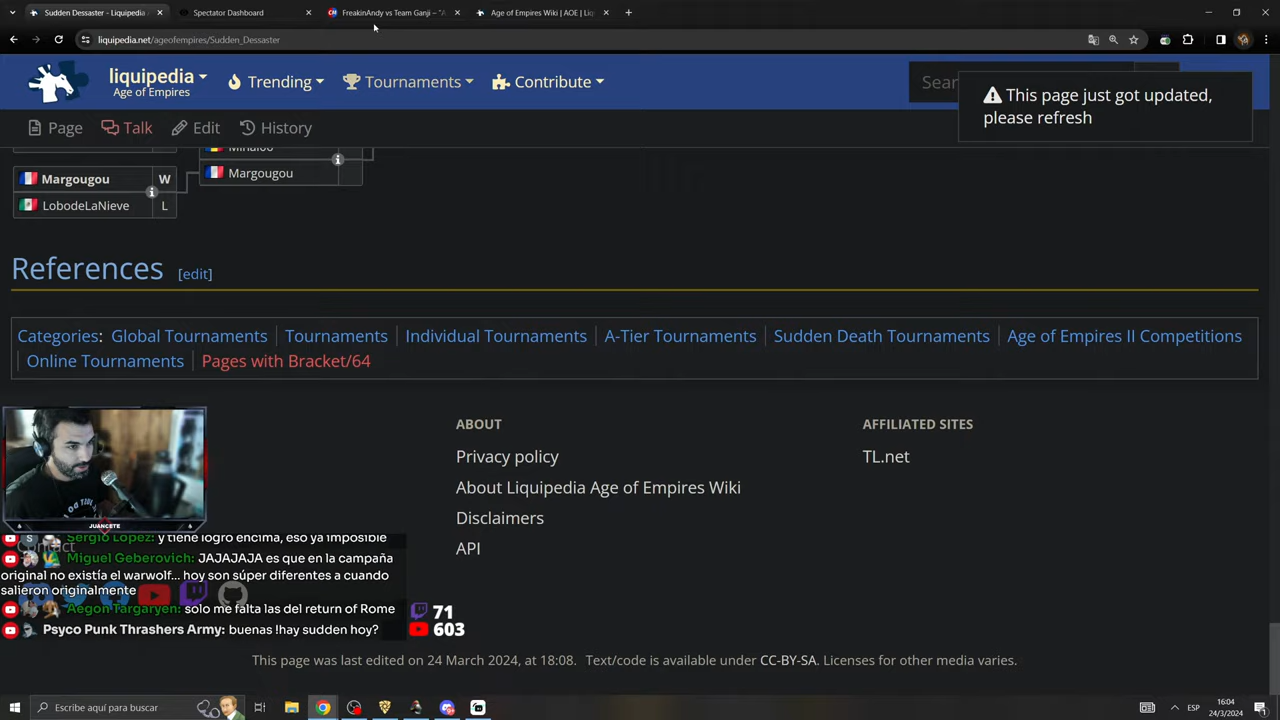 Sudden Dessaster - Liquipedia
Spectator Dashboard
FreakinAndy vs Team Ganji – "A
Age of Empires Wiki | AOE | Liq
liquipedia.net/ageofempires/Sudden_Dessaster
liquipedia
Age of Empires
Trending
Tournaments
Contribute
Sear
This page just got updated,
please refresh
Page
Talk
Edit
History
Margougou W
LobodeLaNieve L
Margougou
References [edit]
Categories: Global Tournaments Tournaments Individual Tournaments A-Tier Tournaments Sudden Death Tournaments Age of Empires II Competitions
Online Tournaments Pages with Bracket/64
ABOUT
Privacy policy
About Liquipedia Age of Empires Wiki
Disclaimers
API
AFFILIATED SITES
TL.net
JUANCETE
Contact
Sergio Lopez: y tiene logro encima, eso ya imposible
Miguel Geberovich: JAJAJAJA es que en la campaña
original no existía el warwolf... hoy son súper diferentes a cuando
salieron originalmente
Aegon Targaryen: solo me falta las del return of Rome
Psyco Punk Thrashers Army: buenas !hay sudden hoy?
71
603
This page was last edited on 24 March 2024, at 18:08. Text/code is available under CC-BY-SA. Licenses for other media varies.
Escribe aquí para buscar
ESP
16:04
24/3/2024